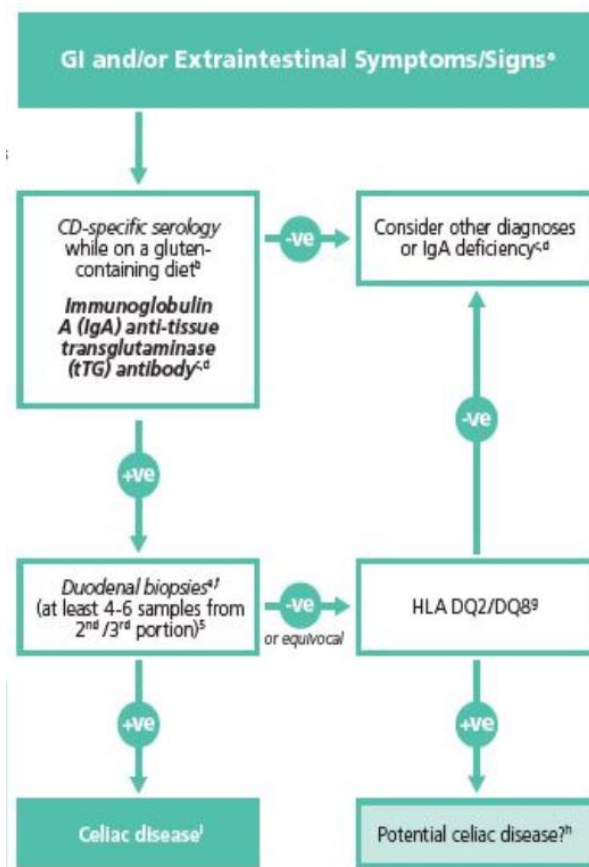 GI and/or Extraintestinal Symptoms/Signsᵃ
s
CD-specific serology
while on a gluten-
containing dietᵇ
Immunoglobulin
A (IgA) anti-tissue
transglutaminase
(tTG) antibodyᶜ,ᵈ
-ve
Consider other diagnoses
or IgA deficiencyᶜ,ᵈ
-ve
+ve
Duodenal biopsiesᵉ,ᶠ
(at least 4-6 samples from
2ⁿᵈ/3ʳᵈ portion)⁵
-ve
or equivocal
HLA DQ2/DQ8ᵍ
+ve
+ve
Celiac diseaseⁱ
Potential celiac disease?ʰ